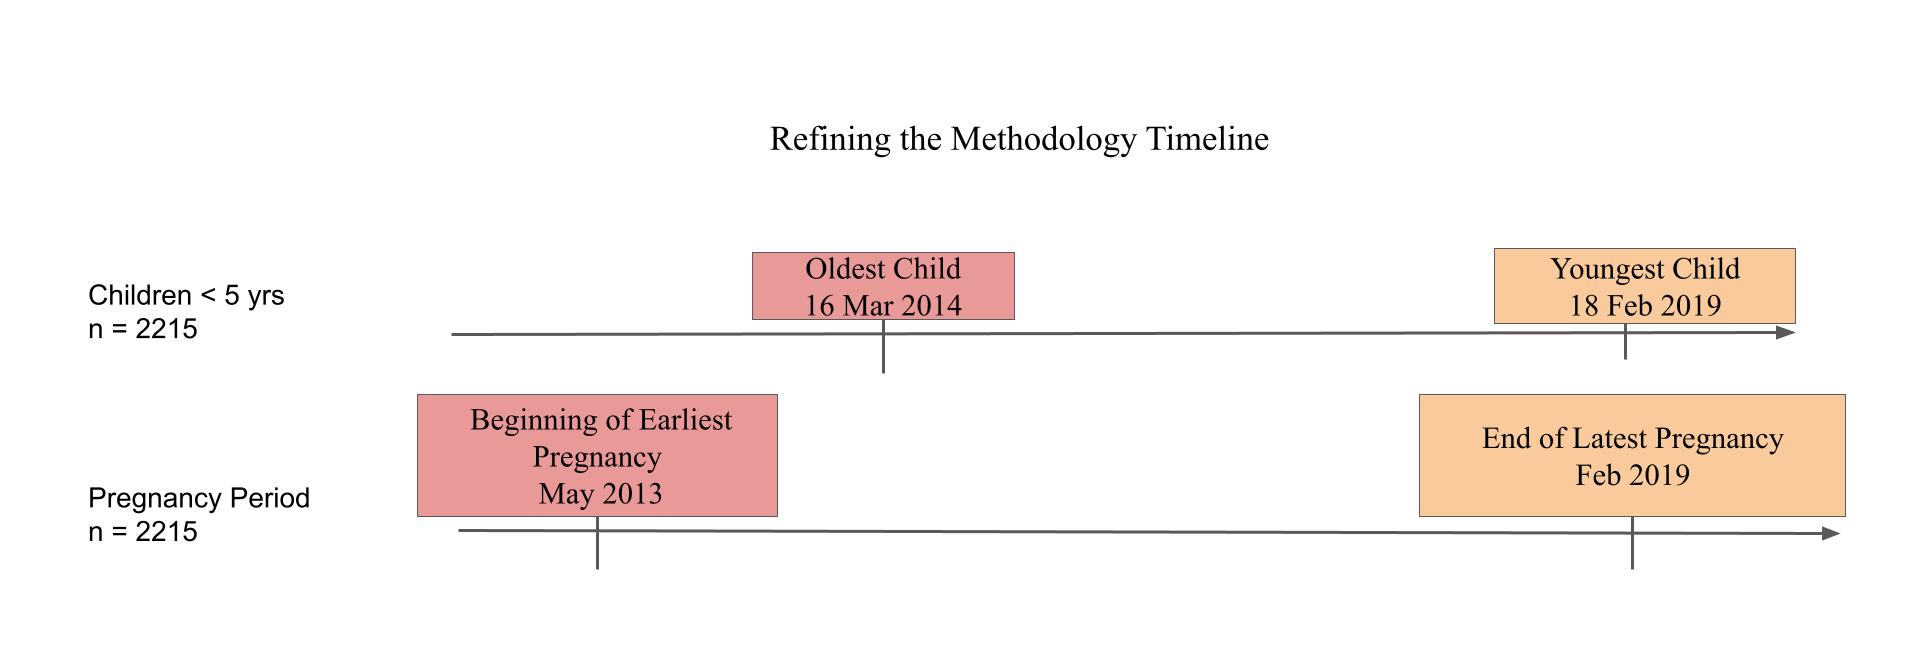 Refining the Methodology Timeline
Children < 5 yrs
n = 2215
Oldest Child
16 Mar 2014
Youngest Child
18 Feb 2019
Pregnancy Period
n = 2215
Beginning of Earliest
Pregnancy
May 2013
End of Latest Pregnancy
Feb 2019